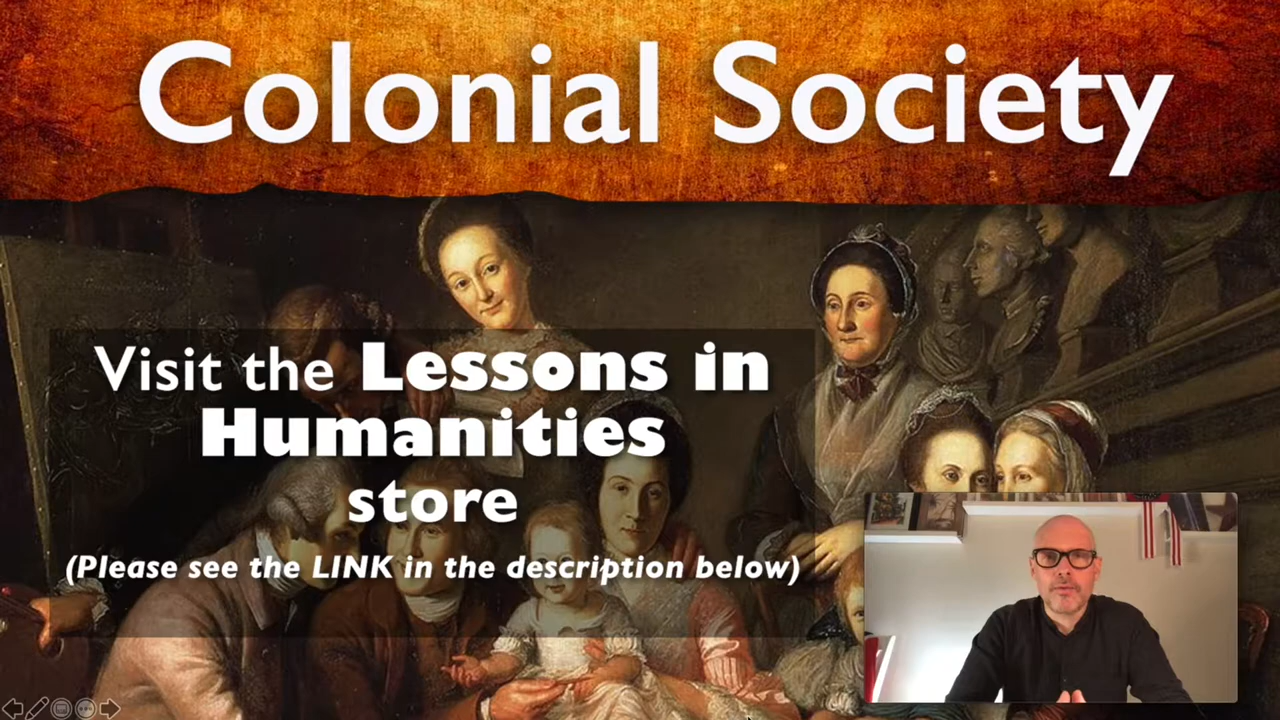 Colonial Society
Visit the Lessons in
Humanities
store
(Please see the LINK in the description below)